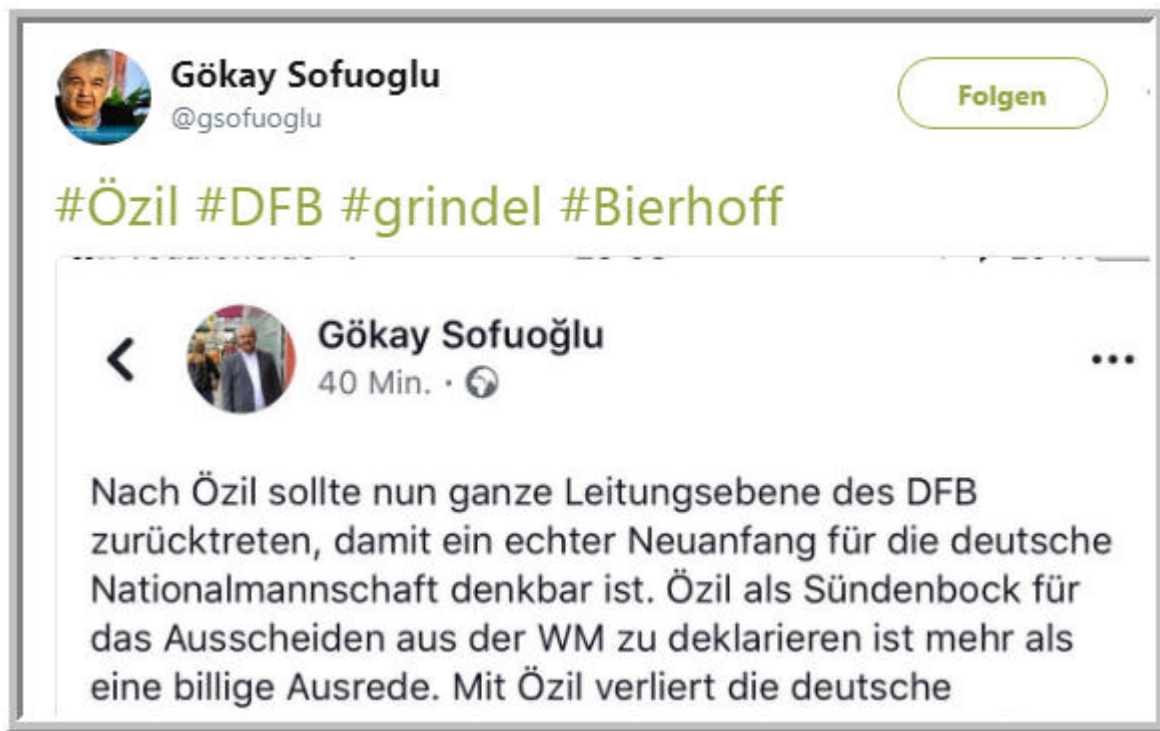 Gökay Sofuoglu
@gsofuoglu
Folgen
#Özil #DFB #grindel #Bierhoff
Gökay Sofuoğlu
40 Min. ·
Nach Özil sollte nun ganze Leitungsebene des DFB
zurücktreten, damit ein echter Neuanfang für die deutsche
Nationalmannschaft denkbar ist. Özil als Sündenbock für
das Ausscheiden aus der WM zu deklarieren ist mehr als
eine billige Ausrede. Mit Özil verliert die deutsche